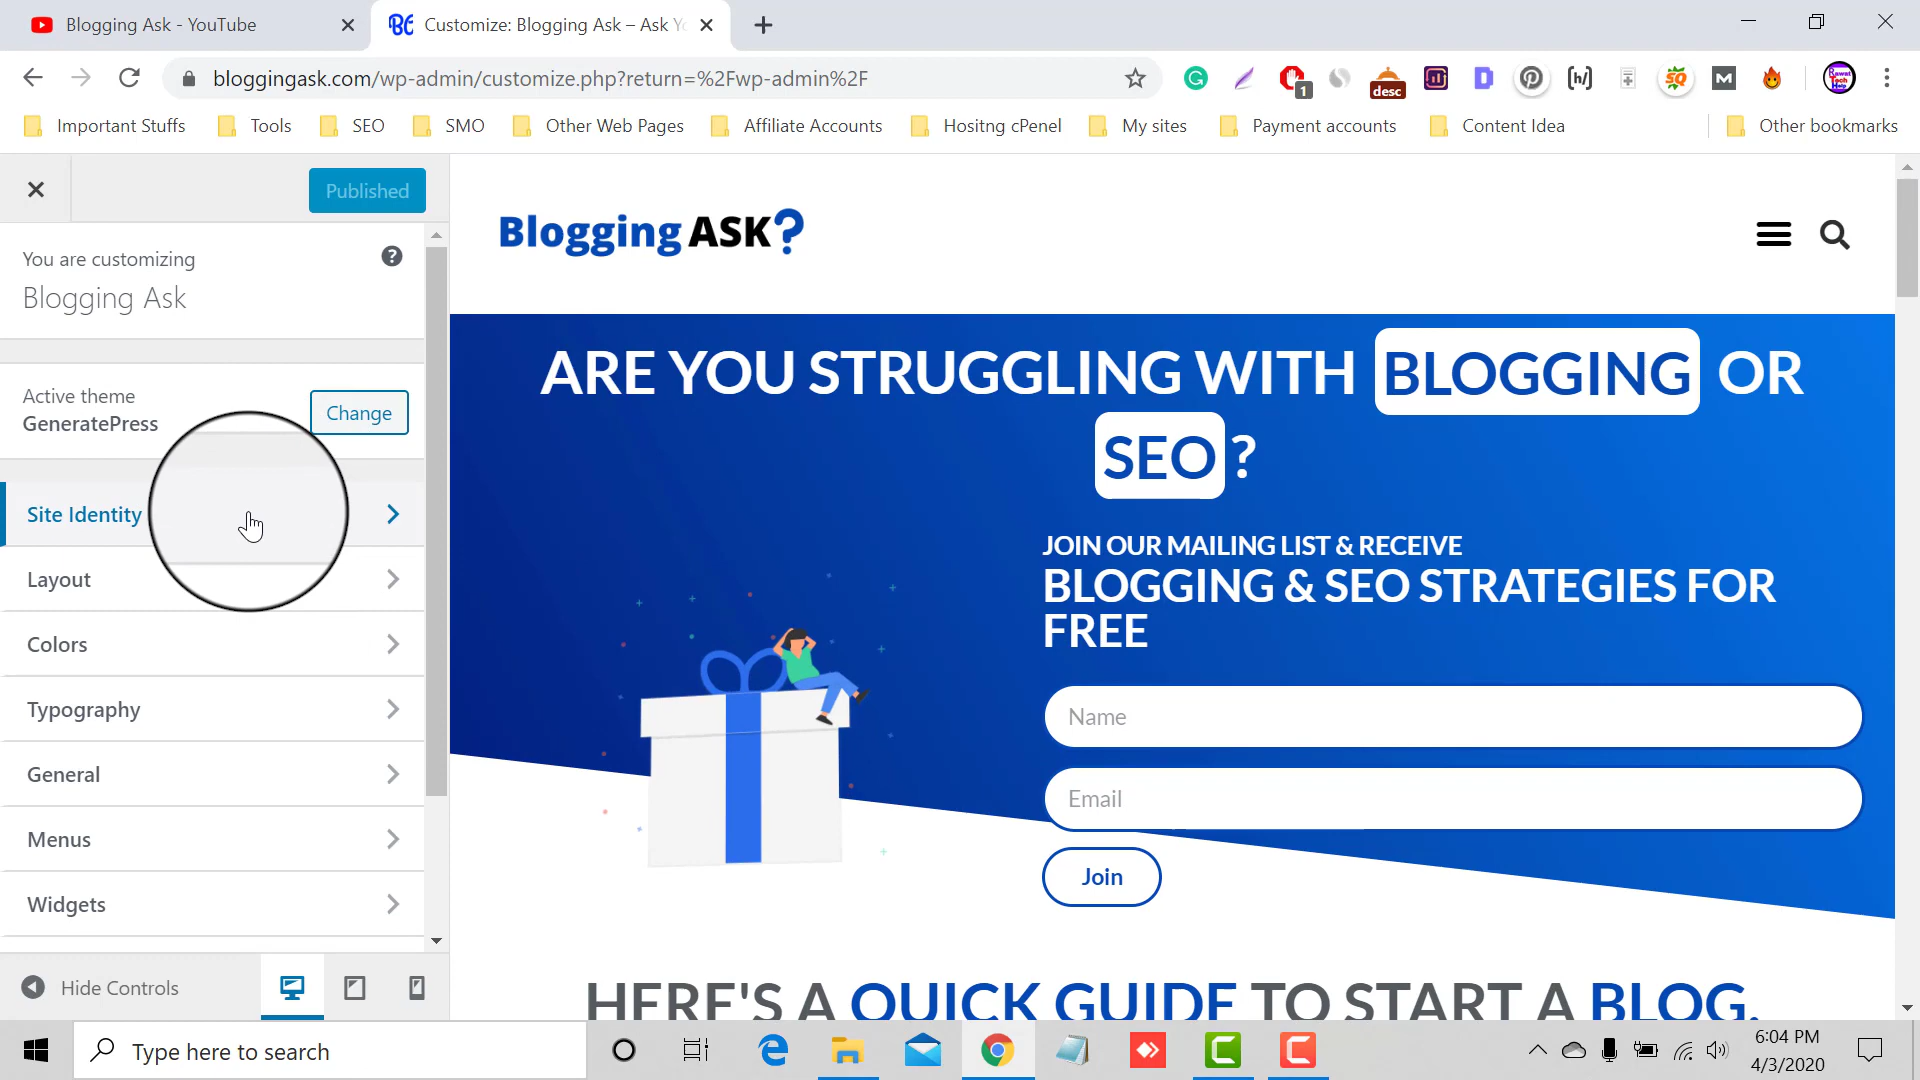 Blogging Ask - YouTube
Customize: Blogging Ask – Ask Yo
bloggingask.com/wp-admin/customize.php?return=%2Fwp-admin%2F
1
desc
Important Stuffs
Tools
SEO
SMO
Other Web Pages
Affiliate Accounts
Hositng cPenel
My sites
Payment accounts
Content Idea
Other bookmarks
Published
You are customizing
Blogging Ask
Active theme
GeneratePress
Change
Site Identity
Layout
Colors
Typography
General
Menus
Widgets
Hide Controls
Blogging ASK?
ARE YOU STRUGGLING WITH BLOGGING OR
SEO ?
JOIN OUR MAILING LIST & RECEIVE
BLOGGING & SEO STRATEGIES FOR
FREE
Name
Email
Join
HERE'S A QUICK GUIDE TO START A BLOG.
Type here to search
6:04 PM
4/3/2020